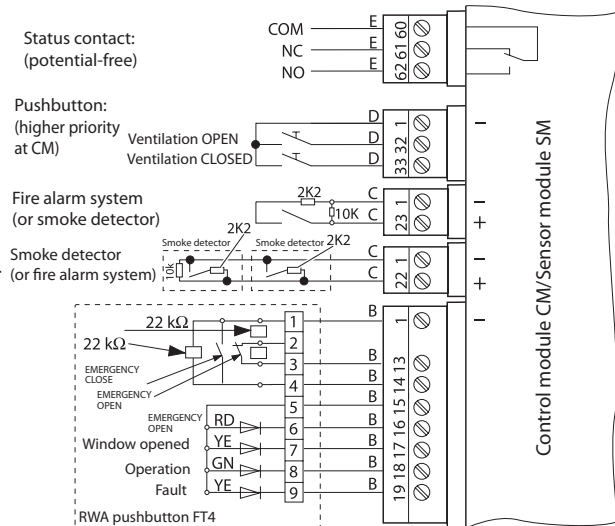 Status contact:
(potential-free)
COM E 60
NC E 61
NO E 62
Pushbutton:
(higher priority
at CM)
D 1 −
Ventilation OPEN D 32
Ventilation CLOSED D 33
Fire alarm system
(or smoke detector)
2K2 C 1 −
10K C 23 +
Smoke detector
(or fire alarm system)
Smoke detector 2K2
Smoke detector 2K2
10k
C 1 −
C 22 +
22 kΩ
22 kΩ
EMERGENCY
CLOSE
EMERGENCY
OPEN
1 B 1 −
2
3 B 13
4 B 14
5 B 15
EMERGENCY
OPEN
RD 6 B 16
Window opened YE 7 B 17
Operation GN 8 B 18
Fault YE 9 B 19
RWA pushbutton FT4
Control module CM/Sensor module SM